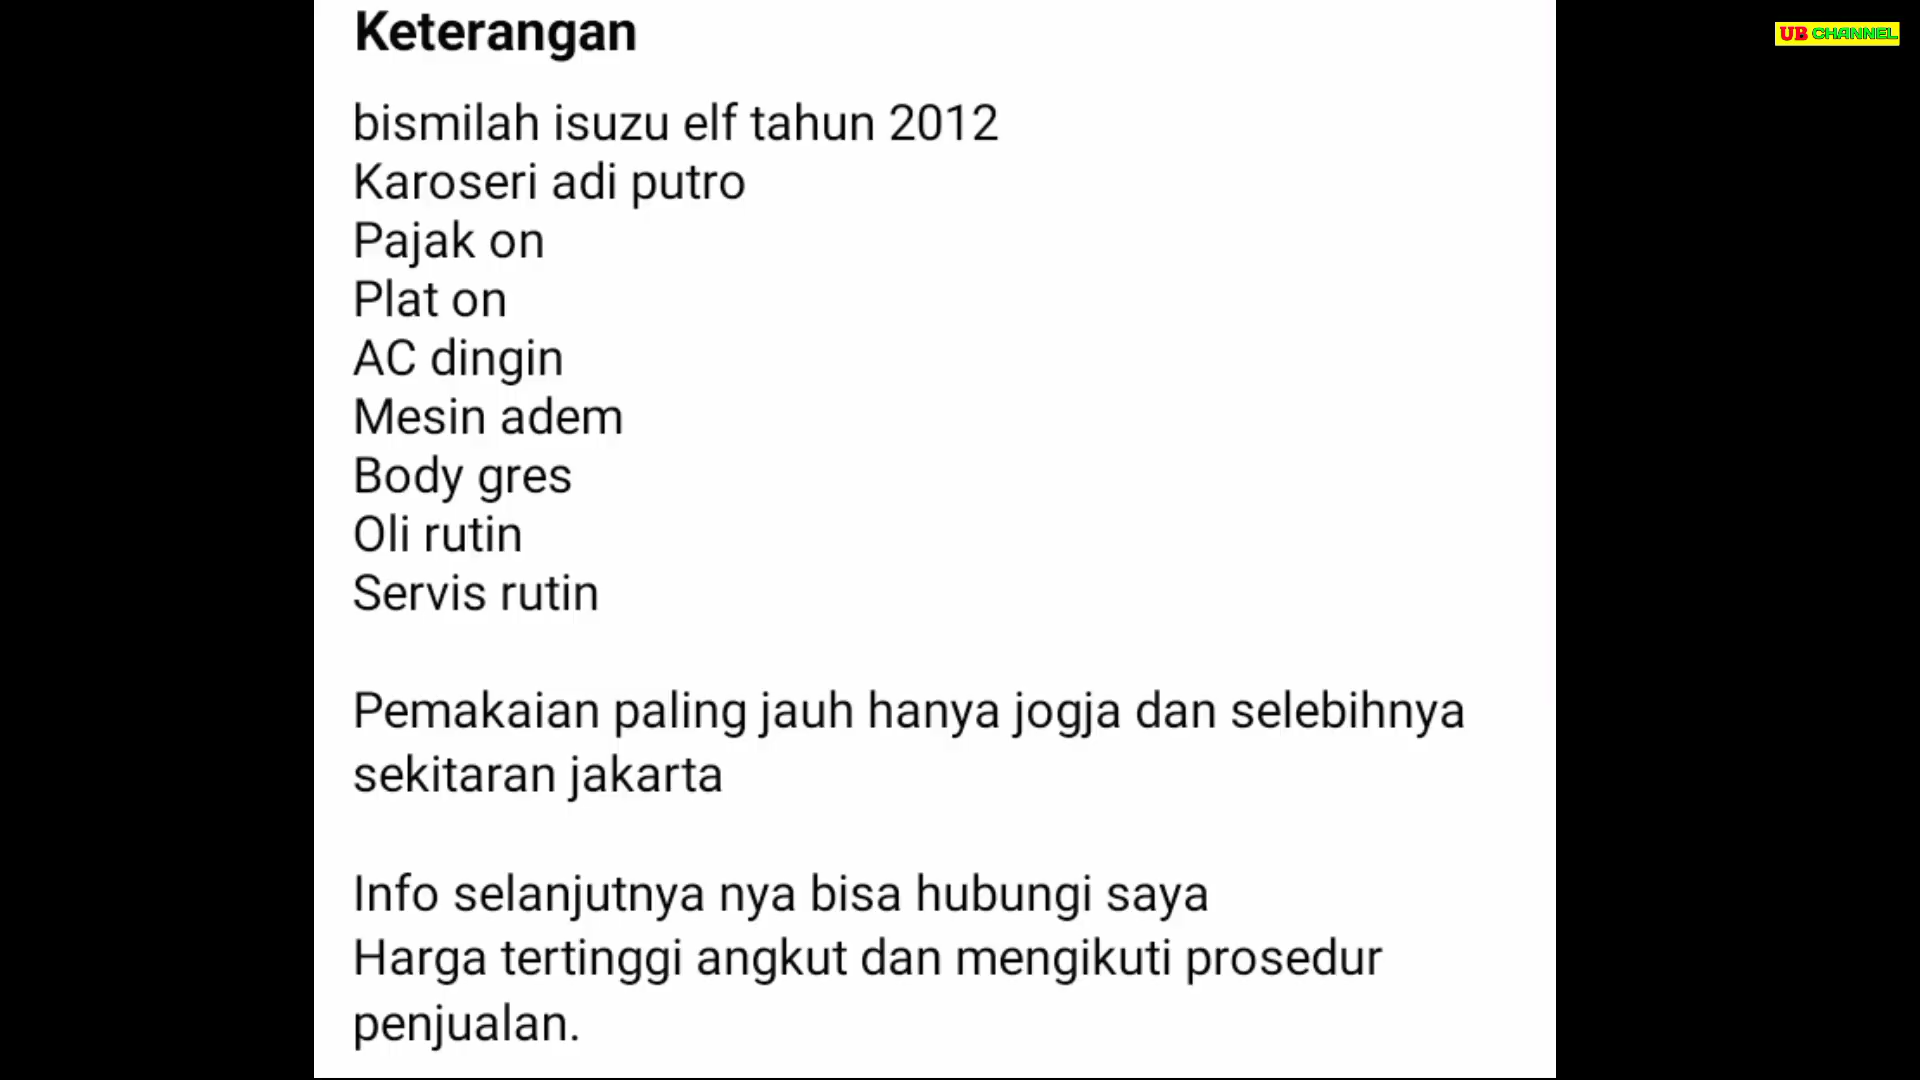 Keterangan
UB CHANNEL
bismilah isuzu elf tahun 2012
Karoseri adi putro
Pajak on
Plat on
AC dingin
Mesin adem
Body gres
Oli rutin
Servis rutin
Pemakaian paling jauh hanya jogja dan selebihnya
sekitaran jakarta
Info selanjutnya nya bisa hubungi saya
Harga tertinggi angkut dan mengikuti prosedur
penjualan.